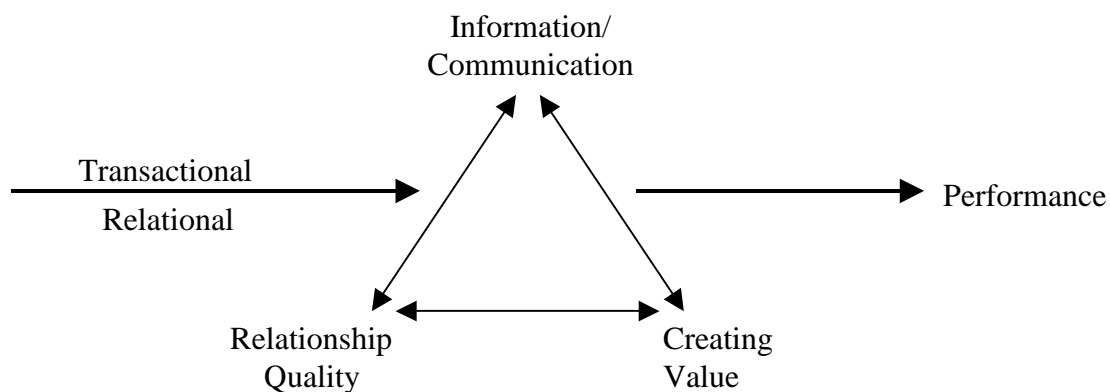 Information/
Communication
Transactional
Relational
Performance
Relationship
Quality
Creating
Value